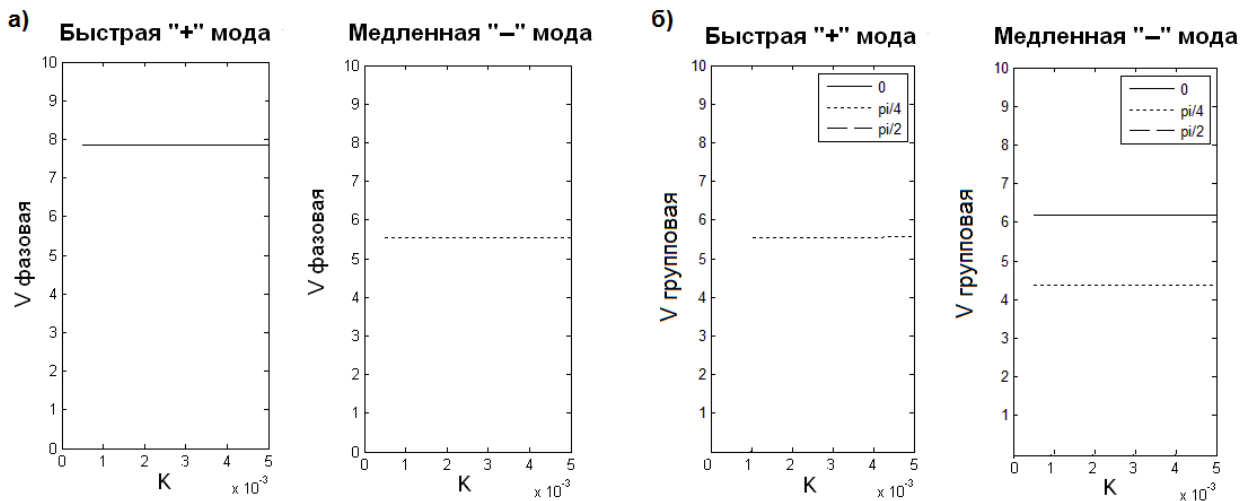 а)
Быстрая "+" мода
10
9
8
7
6
5
4
3
2
1
0
V фазовая
0 1 2 3 4 5
K
x 10⁻³
Медленная "–" мода
10
9
8
7
6
5
4
3
2
1
0
V фазовая
0 1 2 3 4 5
K
x 10⁻³
б)
Быстрая "+" мода
0
pi/4
pi/2
10
9
8
7
6
5
4
3
2
1
V групповая
0 1 2 3 4 5
K
x 10⁻³
Медленная "–" мода
0
pi/4
pi/2
10
9
8
7
6
5
4
3
2
1
V групповая
0 1 2 3 4 5
K
x 10⁻³